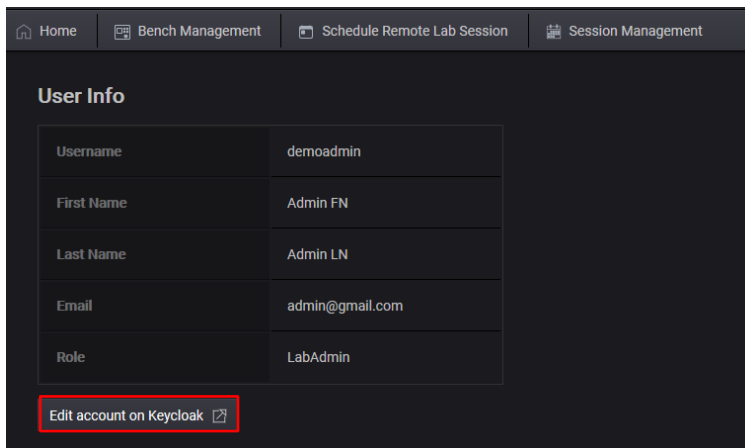 Home Bench Management Schedule Remote Lab Session Session Management
User Info
Username demoadmin
First Name Admin FN
Last Name Admin LN
Email admin@gmail.com
Role LabAdmin
Edit account on Keycloak